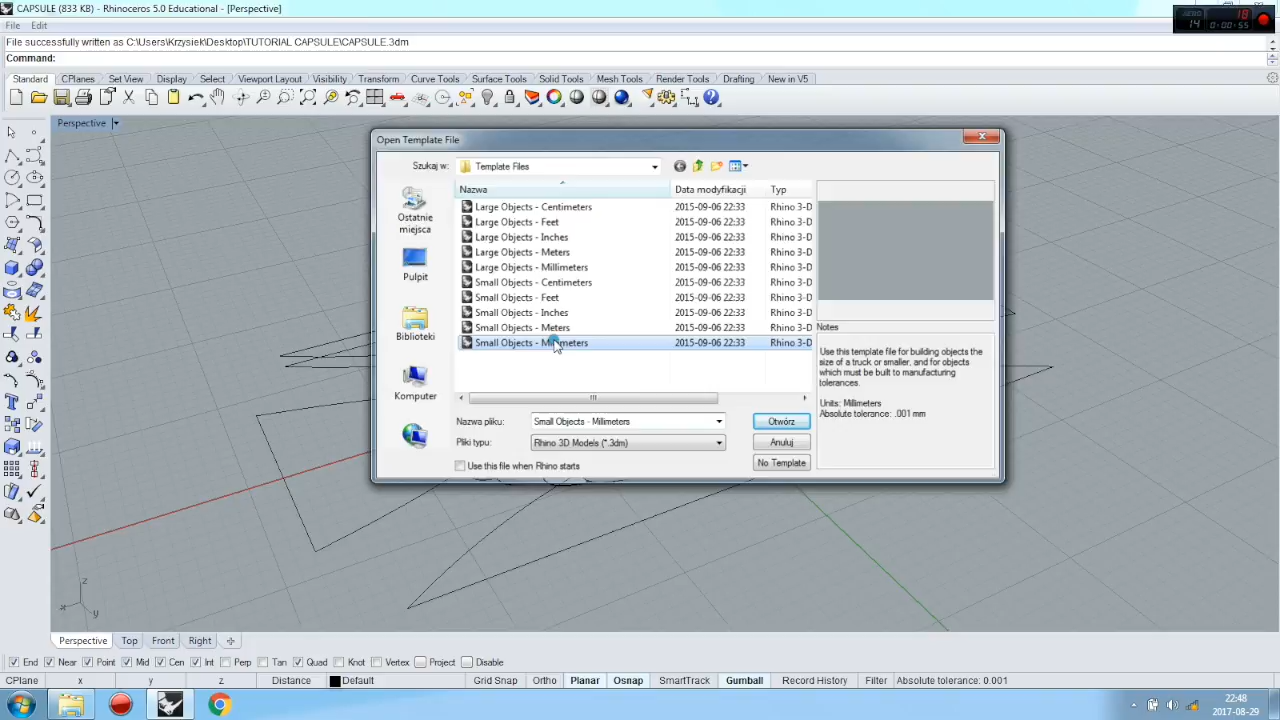 CAPSULE (833 KB) - Rhinoceros 5.0 Educational - [Perspective]
File Edit
18
14 0:00:55
File successfully written as C:\Users\Krzysiek\Desktop\TUTORIAL CAPSULE\CAPSULE.3dm
Command:
Standard CPlanes Set View Display Select Viewport Layout Visibility Transform Curve Tools Surface Tools Solid Tools Mesh Tools Render Tools Drafting New in V5
Perspective
Open Template File
Szukaj w: Template Files
Nazwa Data modyfikacji Typ
Large Objects - Centimeters 2015-09-06 22:33 Rhino 3-D
Large Objects - Feet 2015-09-06 22:33 Rhino 3-D
Large Objects - Inches 2015-09-06 22:33 Rhino 3-D
Large Objects - Meters 2015-09-06 22:33 Rhino 3-D
Large Objects - Millimeters 2015-09-06 22:33 Rhino 3-D
Small Objects - Centimeters 2015-09-06 22:33 Rhino 3-D
Small Objects - Feet 2015-09-06 22:33 Rhino 3-D
Small Objects - Inches 2015-09-06 22:33 Rhino 3-D
Small Objects - Meters 2015-09-06 22:33 Rhino 3-D
Small Objects - Millimeters 2015-09-06 22:33 Rhino 3-D
Ostatnie
miejsca
Pulpit
Biblioteki
Komputer
Notes
Use this template file for building objects the
size of a truck or smaller, and for objects
which must be built to manufacturing
tolerances.
Units: Millimeters
Absolute tolerance: .001 mm
Nazwa pliku: Small Objects - Millimeters Otwórz
Pliki typu: Rhino 3D Models (*.3dm) Anuluj
Use this file when Rhino starts No Template
z
x y
Perspective Top Front Right
End Near Point Mid Cen Int Perp Tan Quad Knot Vertex Project Disable
CPlane x y z Distance Default Grid Snap Ortho Planar Osnap SmartTrack Gumball Record History Filter Absolute tolerance: 0.001
22:48
2017-08-29